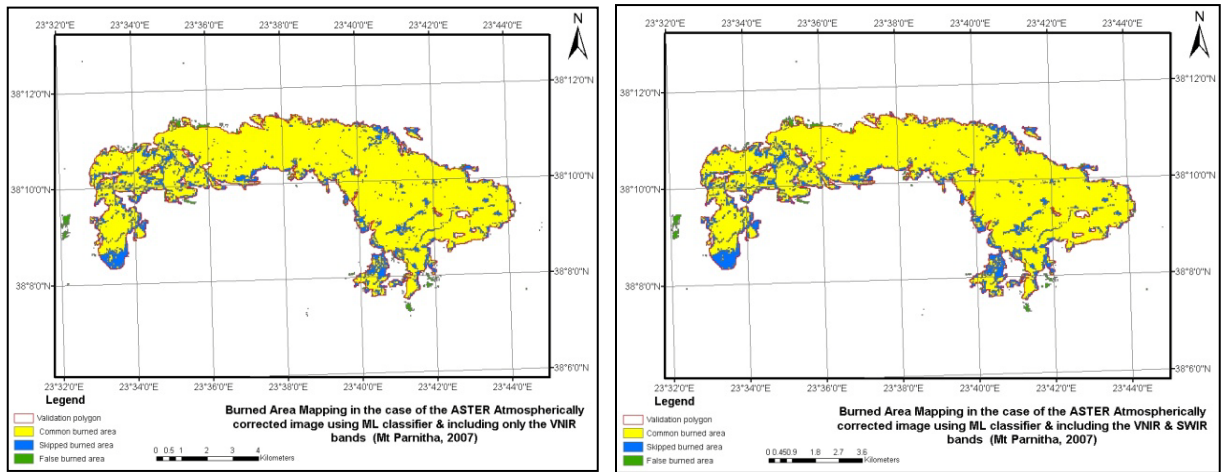 23°32'0"E 23°34'0"E 23°36'0"E 23°38'0"E 23°40'0"E 23°42'0"E 23°44'0"E
N
38°12'0"N 38°12'0"N
38°10'0"N 38°10'0"N
38°8'0"N 38°8'0"N
38°6'0"N
23°32'0"E 23°34'0"E 23°36'0"E 23°38'0"E 23°40'0"E 23°42'0"E 23°44'0"E
Legend
Validation polygon
Common burned area
Skipped burned area
False burned area
0 0.5 1 2 3 4
Kilometers
Burned Area Mapping in the case of the ASTER Atmospherically
corrected image using ML classifier & including only the VNIR
bands (Mt Parnitha, 2007)
23°32'0"E 23°34'0"E 23°36'0"E 23°38'0"E 23°40'0"E 23°42'0"E 23°44'0"E
N
38°12'0"N 38°12'0"N
38°10'0"N 38°10'0"N
38°8'0"N 38°8'0"N
38°6'0"N
23°32'0"E 23°34'0"E 23°36'0"E 23°38'0"E 23°40'0"E 23°42'0"E 23°44'0"E
Legend
Validation polygon
Common burned area
Skipped burned area
False burned area
0 0.450.9 1.8 2.7 3.6
Kilometers
Burned Area Mapping in the case of the ASTER Atmospherically
corrected image using ML classifier & including the VNIR & SWIR
bands (Mt Parnitha, 2007)